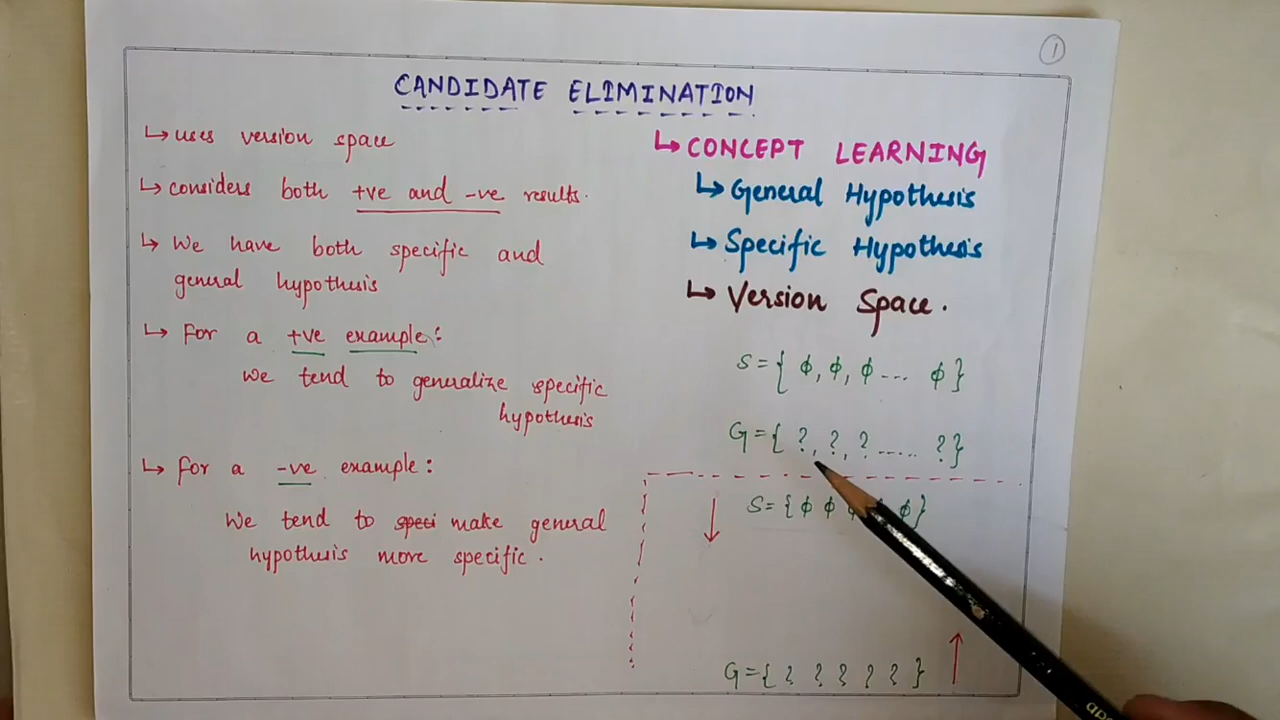 1
CANDIDATE ELIMINATION
↳ uses version space
↳ considers both +ve and -ve results.
↳ We have both specific and
general hypothesis
↳ For a +ve example:
We tend to generalize specific
hypothesis
↳ For a -ve example:
We tend to speci make general
hypothesis more specific.
↳ CONCEPT LEARNING
↳ General Hypothesis
↳ Specific Hypothesis
↳ Version Space.
S={ ϕ, ϕ, ϕ ... ϕ}
G={ ?, ?, ? ..... ?}
S={ ϕ ϕ ϕ ϕ ϕ}
G={ ? ? ? ? ? }